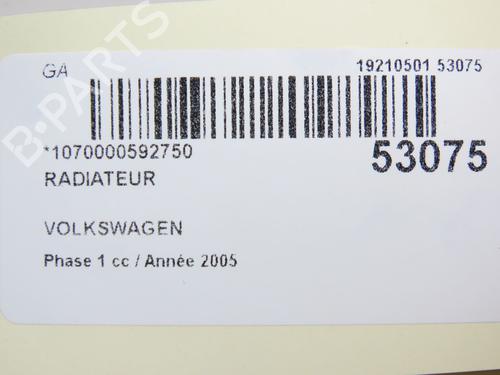 GA
19210501 53075
*1070000592750
53075
RADIATEUR
VOLKSWAGEN
Phase 1 cc / Année 2005
B-PARTS